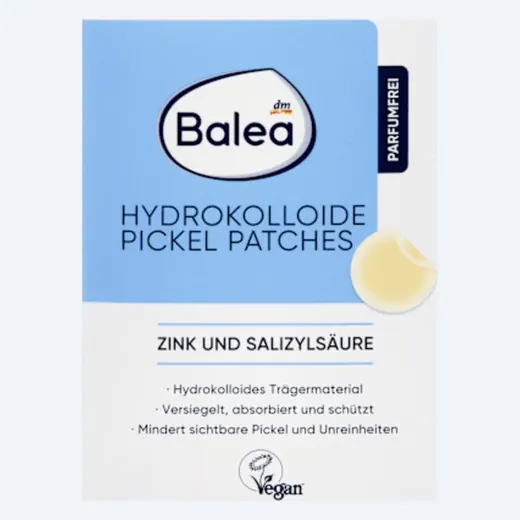 dm
Balea
PARFUMFREI
HYDROKOLLOIDE
PICKEL PATCHES
ZINK UND SALIZYLSÄURE
· Hydrokolloides Trägermaterial
· Versiegelt, absorbiert und schützt
· Mindert sichtbare Pickel und Unreinheiten
Vegan